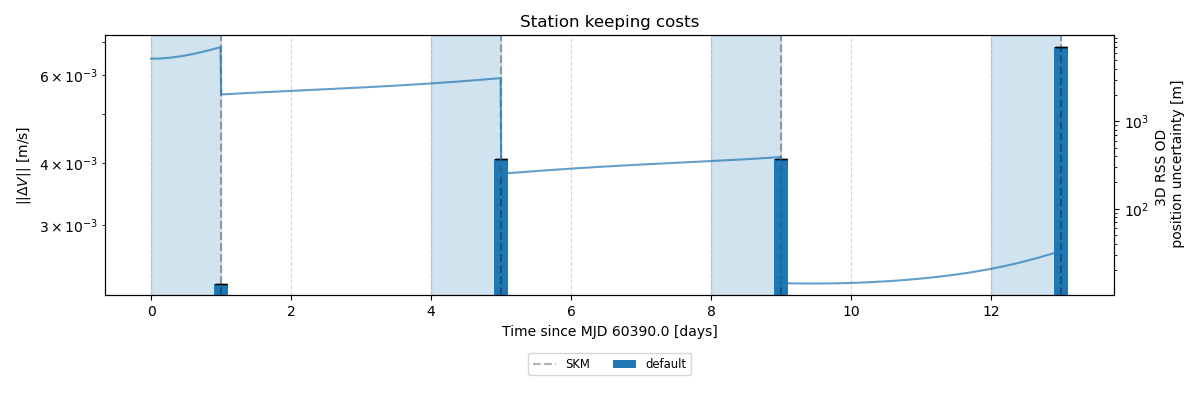 Station keeping costs
||ΔV|| [m/s]
6 × 10⁻³
4 × 10⁻³
3 × 10⁻³
10³
10²
3D RSS OD
position uncertainty [m]
0 2 4 6 8 10 12
Time since MJD 60390.0 [days]
SKM default